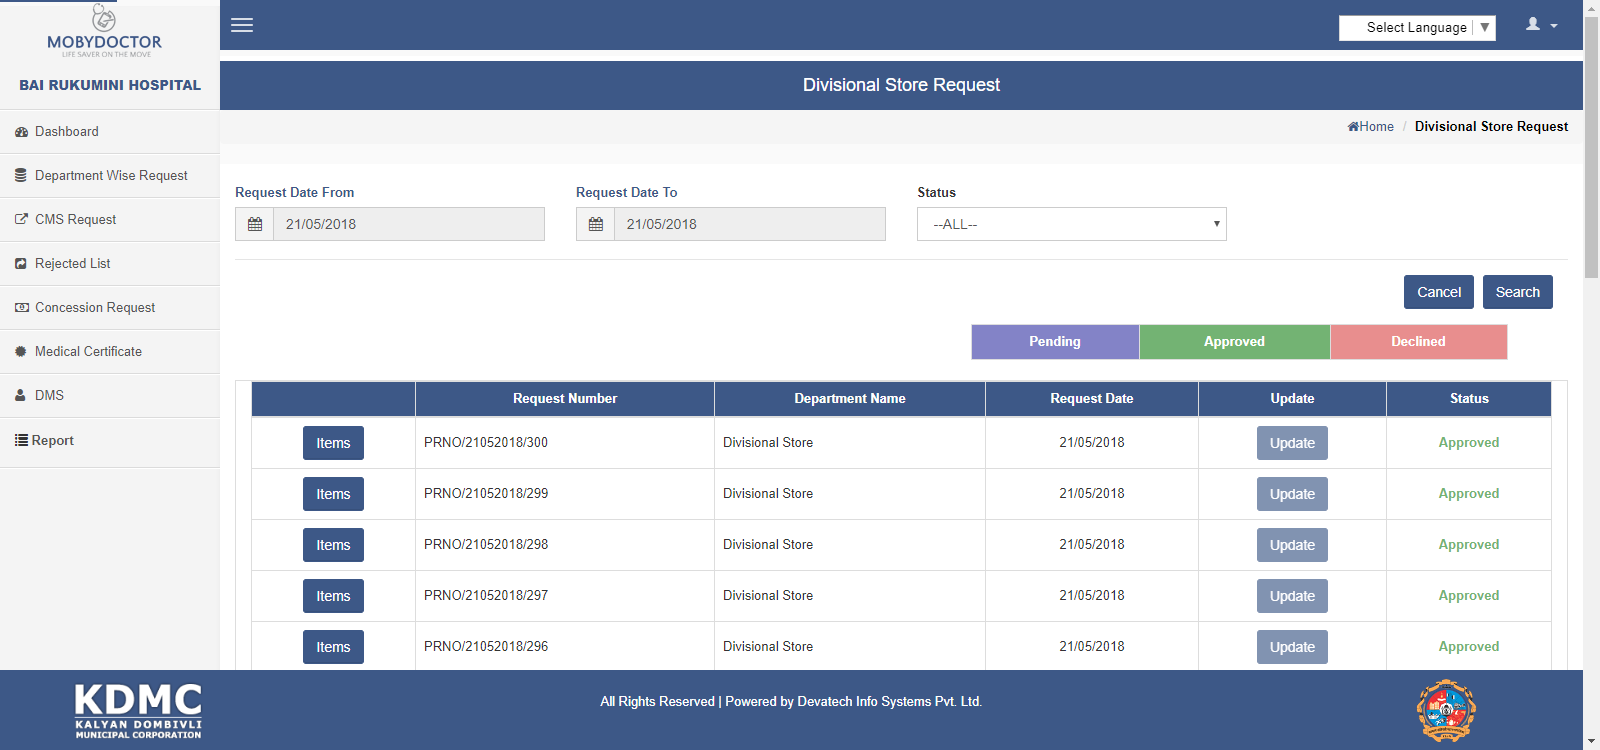 MOBYDOCTOR
LIFE SAVER ON THE MOVE
BAI RUKUMINI HOSPITAL
Dashboard
Department Wise Request
CMS Request
Rejected List
Concession Request
Medical Certificate
DMS
Report
Select Language ▼
Divisional Store Request
Home / Divisional Store Request
Request Date From Request Date To Status
21/05/2018 21/05/2018 --ALL--
Cancel Search
Pending Approved Declined
Request Number Department Name Request Date Update Status
Items PRNO/21052018/300 Divisional Store 21/05/2018 Update Approved
Items PRNO/21052018/299 Divisional Store 21/05/2018 Update Approved
Items PRNO/21052018/298 Divisional Store 21/05/2018 Update Approved
Items PRNO/21052018/297 Divisional Store 21/05/2018 Update Approved
Items PRNO/21052018/296 Divisional Store 21/05/2018 Update Approved
KDMC
KALYAN DOMBIVLI
MUNICIPAL CORPORATION
All Rights Reserved | Powered by Devatech Info Systems Pvt. Ltd.